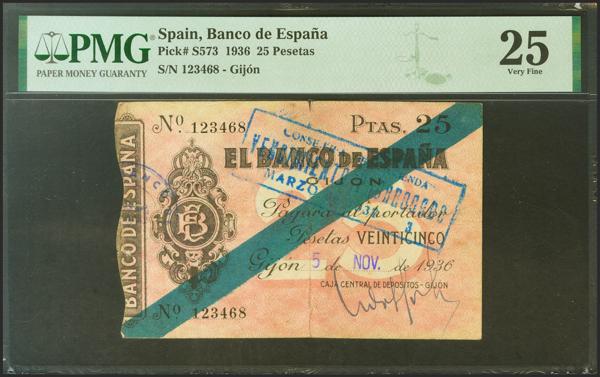 PMG
PAPER MONEY GUARANTY
Spain, Banco de España
Pick# S573 1936 25 Pesetas
S/N 123468 - Gijón
25
Very Fine
BANCO DE ESPAÑA
Nº. 123468
PTAS. 25
EL BANCO DE ESPAÑA
GIJON
Pagará al portador
Pesetas VEINTICINCO
Gijón 5 de NOV. de 1936
CAJA CENTRAL DE DEPOSITOS - GIJÓN
Nº 123468
MARZO